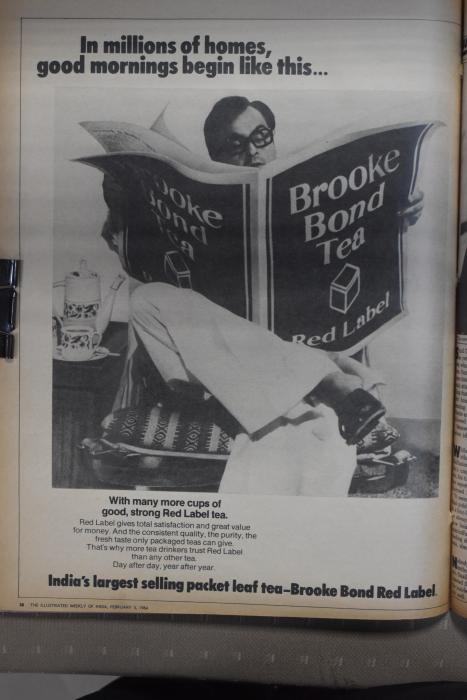 In millions of homes,
good mornings begin like this...
Brooke
Bond
Tea
Brooke
Bond
Tea
Red Label
With many more cups of
good, strong Red Label tea.
Red Label gives total satisfaction and great value
for money. And the consistent quality, the purity, the
fresh taste only packaged teas can give.
That's why more tea drinkers trust Red Label
than any other tea.
Day after day, year after year.
India's largest selling packet leaf tea–Brooke Bond Red Label.
THE ILLUSTRATED WEEKLY OF INDIA, FEBRUARY 5, 1984